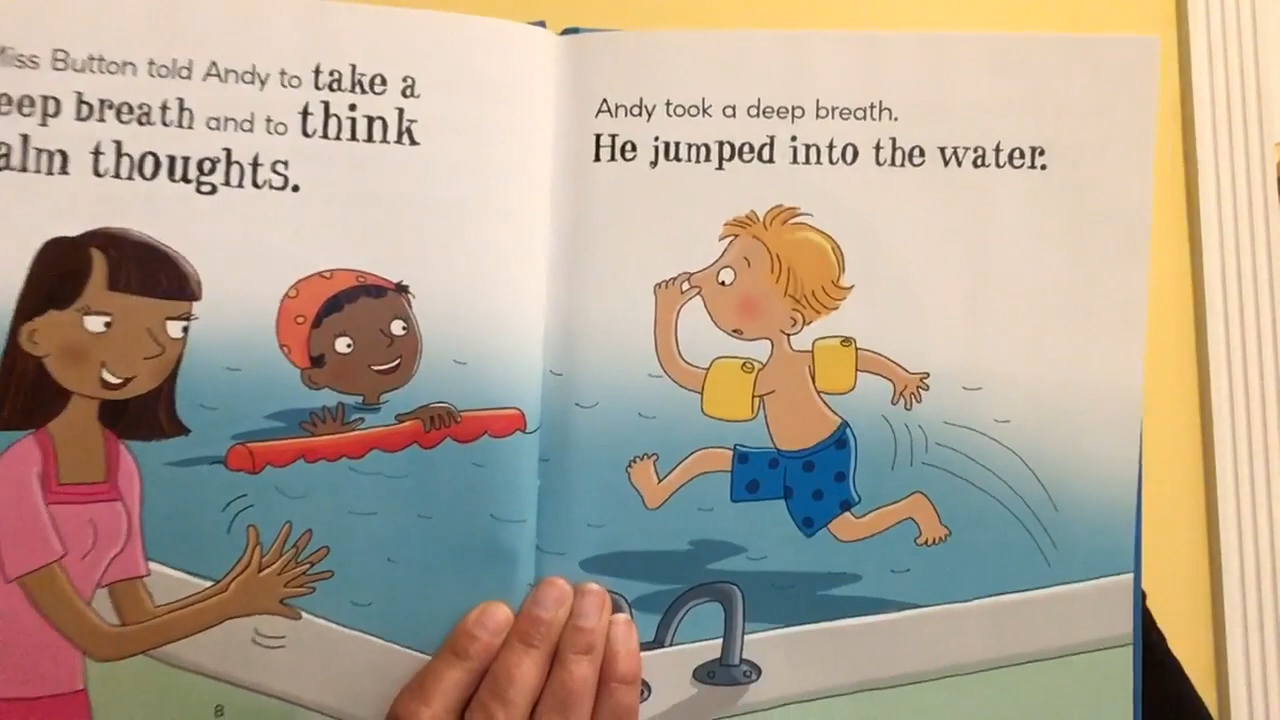 iss Button told Andy to take a
eep breath and to think
alm thoughts.
8
Andy took a deep breath.
He jumped into the water.